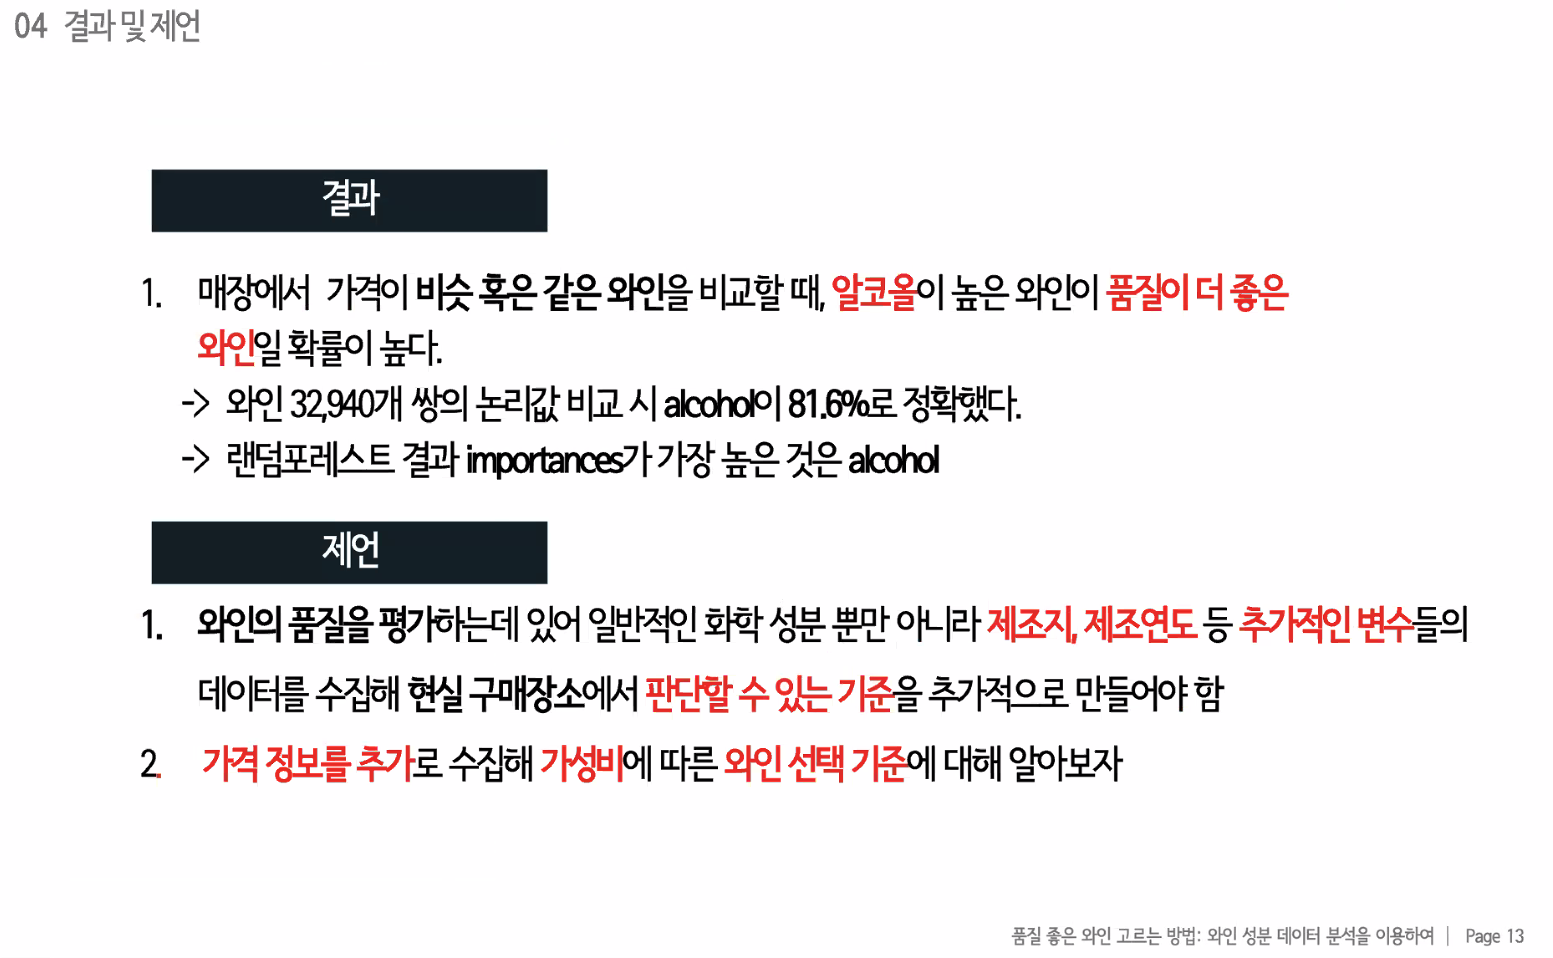 04 결과 및 제언
결과
1. 매장에서 가격이 비슷 혹은 같은 와인을 비교할 때, 알코올이 높은 와인이 품질이 더 좋은
와인일 확률이 높다.
-> 와인 32,940개 쌍의 논리값 비교 시 alcohol이 81.6%로 정확했다.
-> 랜덤포레스트 결과 importances가 가장 높은 것은 alcohol
제언
1. 와인의 품질을 평가하는데 있어 일반적인 화학 성분 뿐만 아니라 제조지, 제조연도 등 추가적인 변수들의
데이터를 수집해 현실 구매장소에서 판단할 수 있는 기준을 추가적으로 만들어야 함
2. 가격 정보를 추가로 수집해 가성비에 따른 와인 선택 기준에 대해 알아보자
품질 좋은 와인 고르는 방법: 와인 성분 데이터 분석을 이용하여 | Page 13